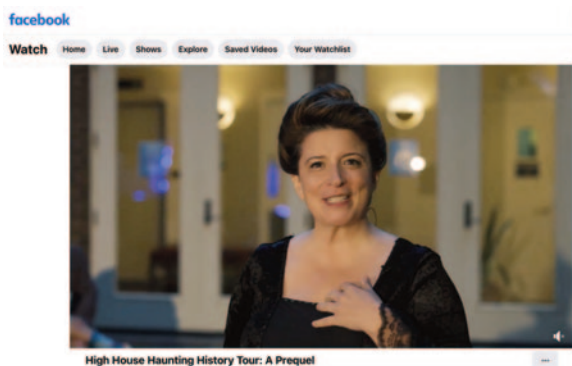 facebook
Watch Home Live Shows Explore Saved Videos Your Watchlist
High House Haunting History Tour: A Prequel